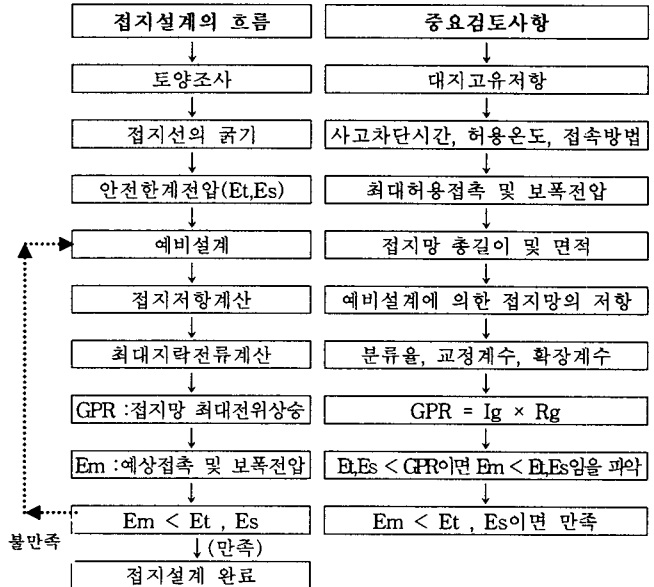 접지설계의 흐름
중요검토사항
토양조사
대지고유저항
접지선의 굵기
사고차단시간, 허용온도, 접속방법
안전한계전압(Et,Es)
최대허용접촉 및 보폭전압
예비설계
접지망 총길이 및 면적
접지저항계산
예비설계에 의한 접지망의 저항
최대지락전류계산
분류율, 교정계수, 확장계수
GPR :접지망 최대전위상승
GPR = Ig × Rg
Em :예상접촉 및 보폭전압
Et,Es < GPR이면 Em < Et,Es임을 파악
Em < Et , Es
Em < Et , Es이면 만족
불만족
(만족)
접지설계 완료